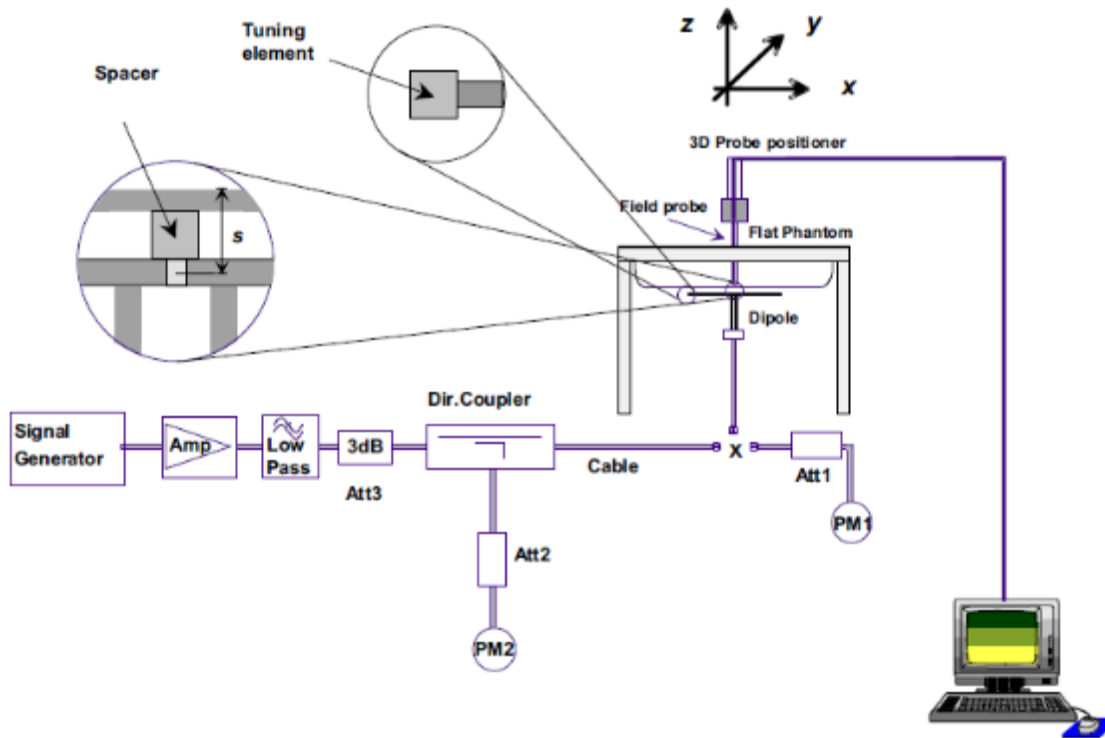 Tuning
element
z
y
x
Spacer
3D Probe positioner
s
Field probe
Flat Phantom
Dipole
Dir.Coupler
Signal
Generator
Amp
Low
Pass
3dB
Att3
Cable
X
Att1
PM1
Att2
PM2